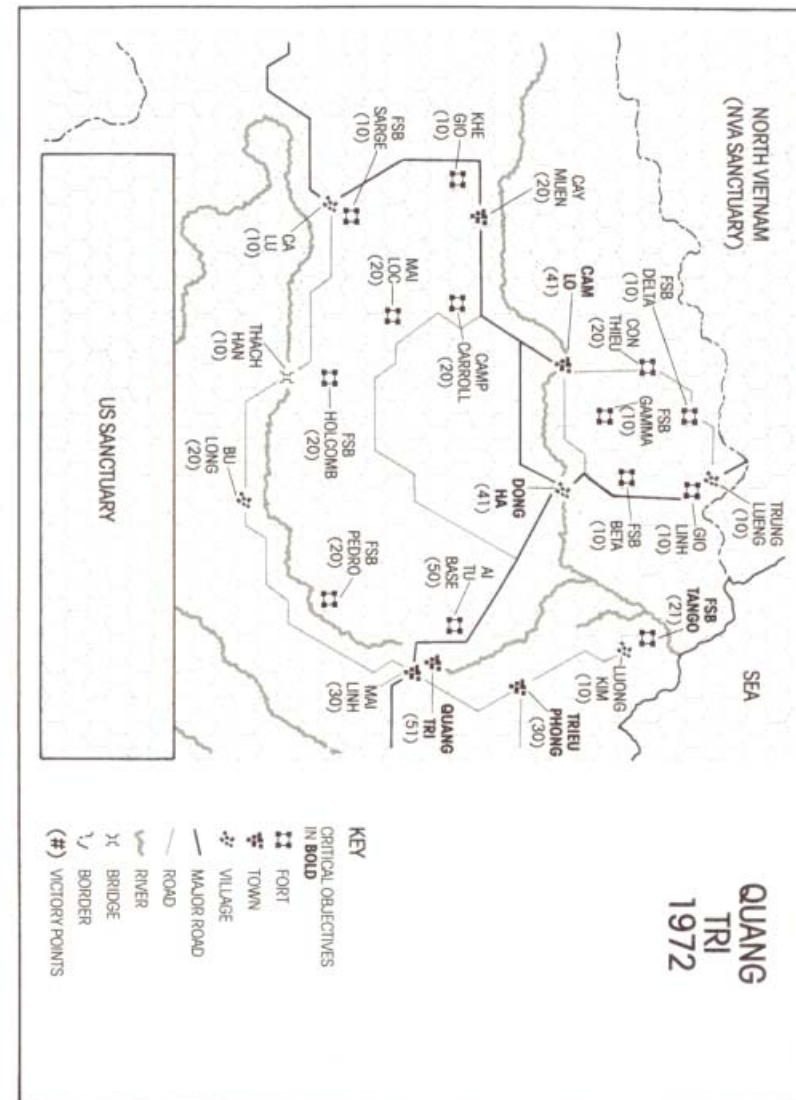 QUANG
TRI
1972
NORTH VIETNAM
(NVA SANCTUARY)
SEA
TRUNG
LUENG
(10)
FSB
DELTA
(10)
GIO
LINH
(10)
FSB
TANGO
(21)
CON
THIEU
(20)
FSB
GAMMA
(10)
FSB
BETA
(10)
LUONG
KIM
(10)
CAY
MUEN
(20)
CAM
LO
(41)
DONG
HA
(41)
TRIEU
PHONG
(30)
KHE
GIO
(10)
CAMP
CARROLL
(20)
AI
TU
BASE
(50)
QUANG
TRI
(51)
FSB
SARGE
(10)
MAI
LOC
(20)
MAI
LINH
(30)
FSB
HOLCOMB
(20)
FSB
PEDRO
(20)
CA
LU
(10)
THACH
HAN
(10)
BU
LONG
(20)
US SANCTUARY
KEY
CRITICAL OBJECTIVES
IN BOLD
FORT
TOWN
VILLAGE
MAJOR ROAD
ROAD
RIVER
BRIDGE
BORDER
(#) VICTORY POINTS